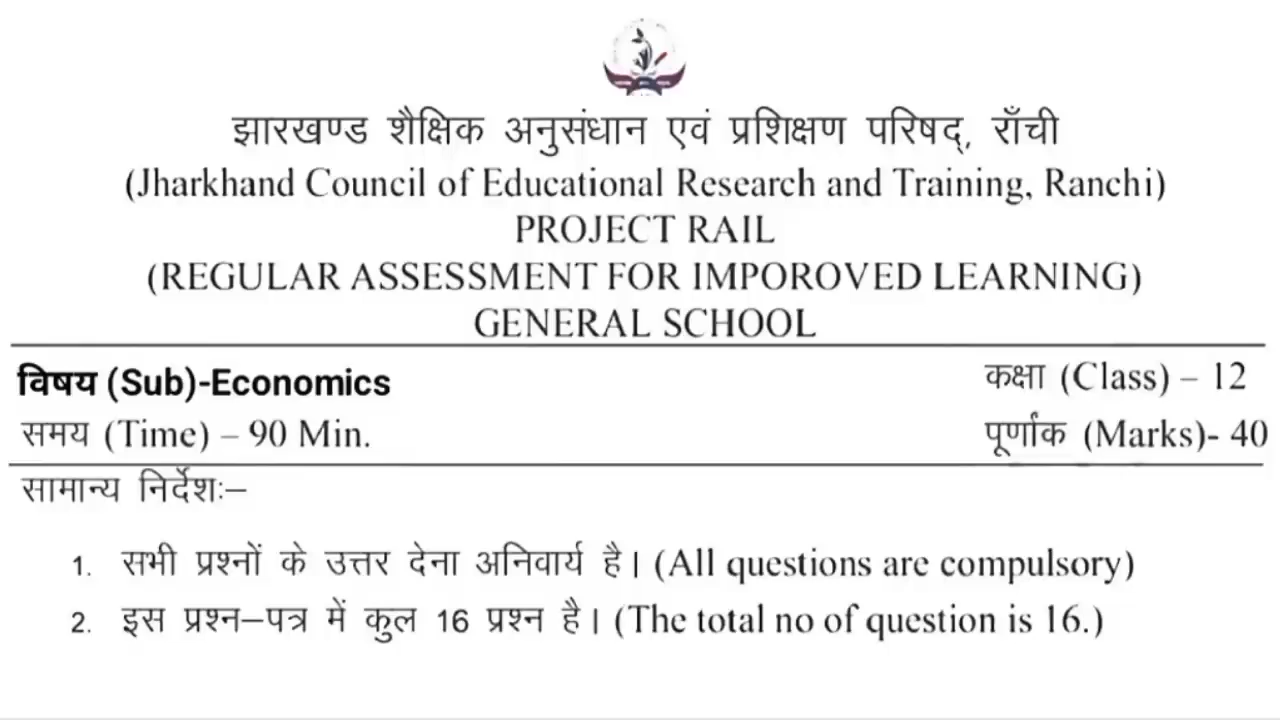 झारखण्ड शैक्षिक अनुसंधान एवं प्रशिक्षण परिषद्, राँची
(Jharkhand Council of Educational Research and Training, Ranchi)
PROJECT RAIL
(REGULAR ASSESSMENT FOR IMPOROVED LEARNING)
GENERAL SCHOOL
विषय (Sub)-Economics
कक्षा (Class) – 12
समय (Time) – 90 Min.
पूर्णांक (Marks)- 40
सामान्य निर्देशः–
1. सभी प्रश्नों के उत्तर देना अनिवार्य है। (All questions are compulsory)
2. इस प्रश्न–पत्र में कुल 16 प्रश्न है। (The total no of question is 16.)